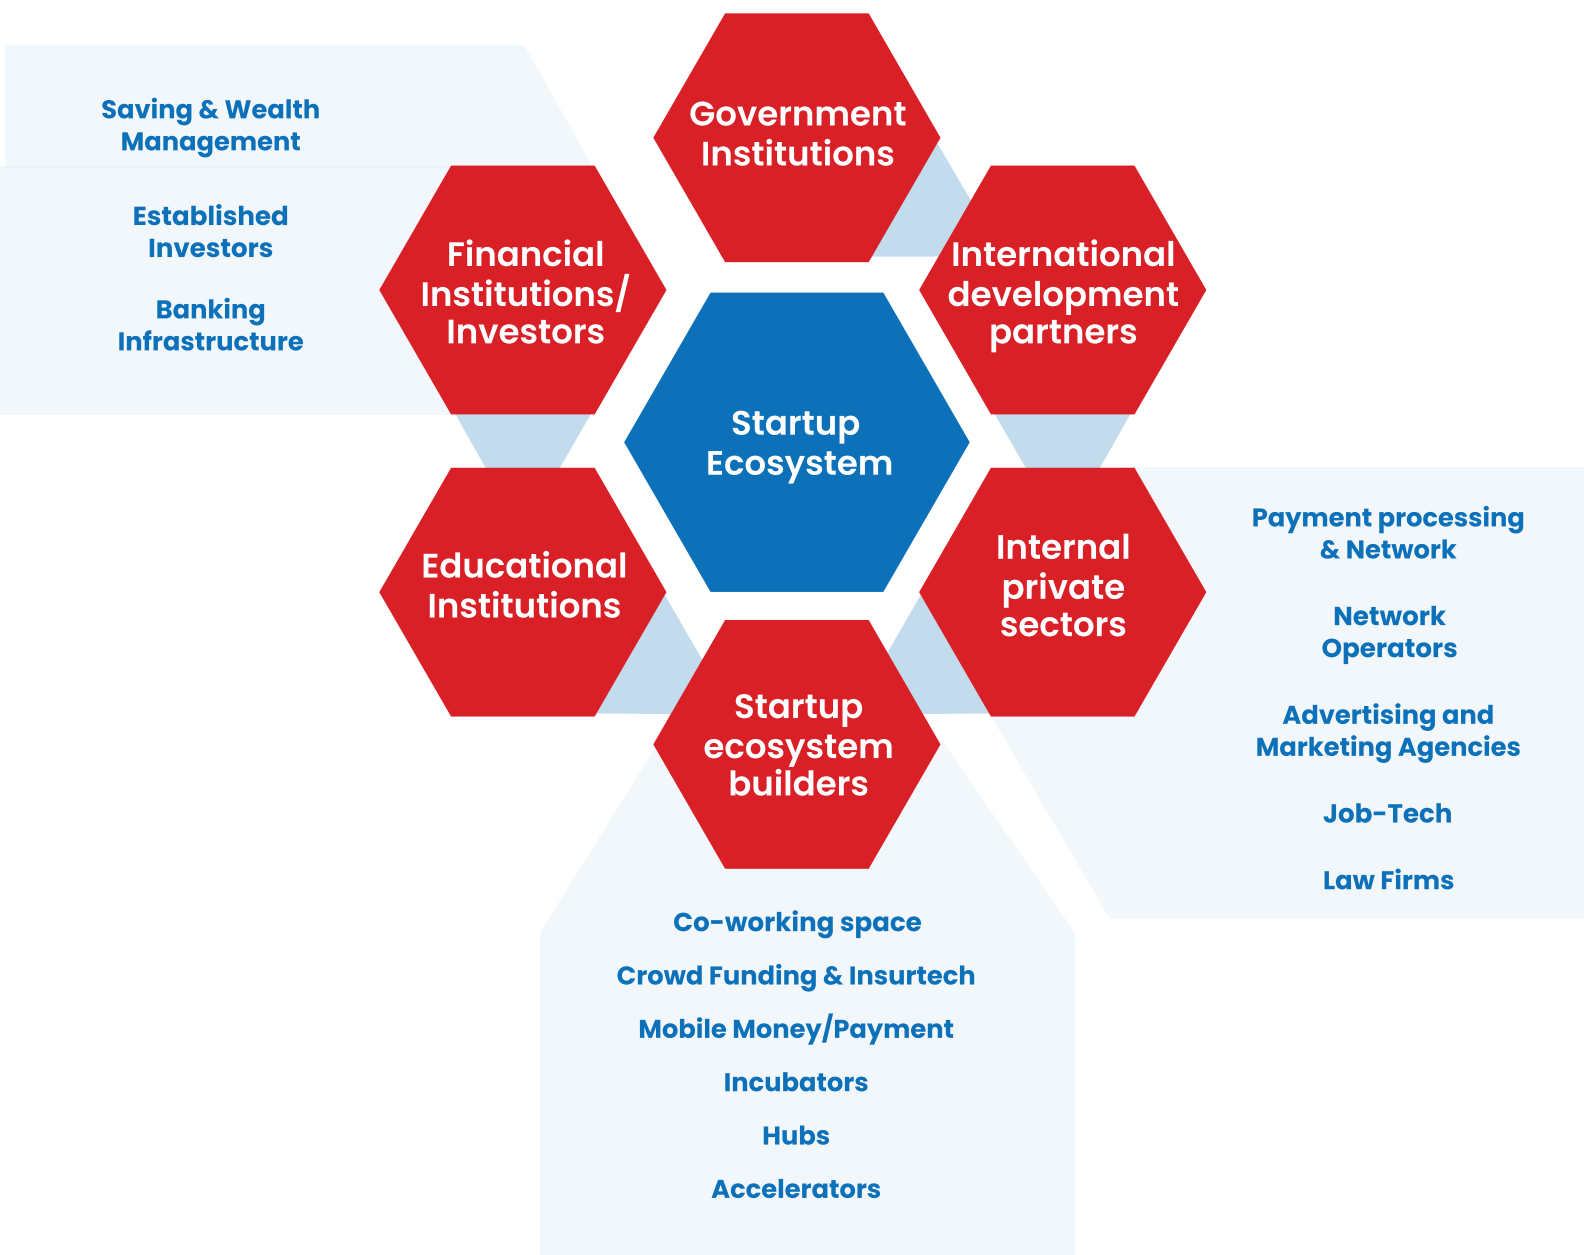 Government
Institutions
Saving & Wealth
Management
Established
Investors
Banking
Infrastructure
Financial
Institutions/
Investors
International
development
partners
Startup
Ecosystem
Educational
Institutions
Internal
private
sectors
Payment processing
& Network
Network
Operators
Advertising and
Marketing Agencies
Job-Tech
Law Firms
Startup
ecosystem
builders
Co-working space
Crowd Funding & Insurtech
Mobile Money/Payment
Incubators
Hubs
Accelerators